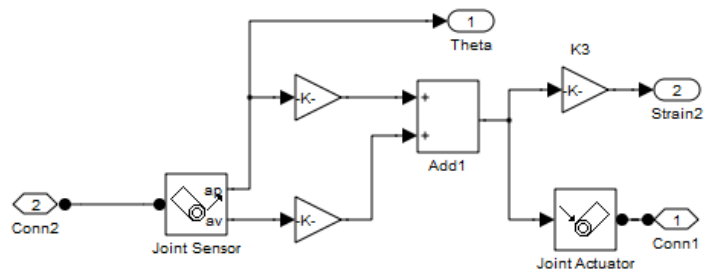 1
Theta
K3
-K-
+
-K-
2
Strain2
+
Add1
ap
2
av
-K-
1
Conn2
Joint Sensor
Joint Actuator
Conn1